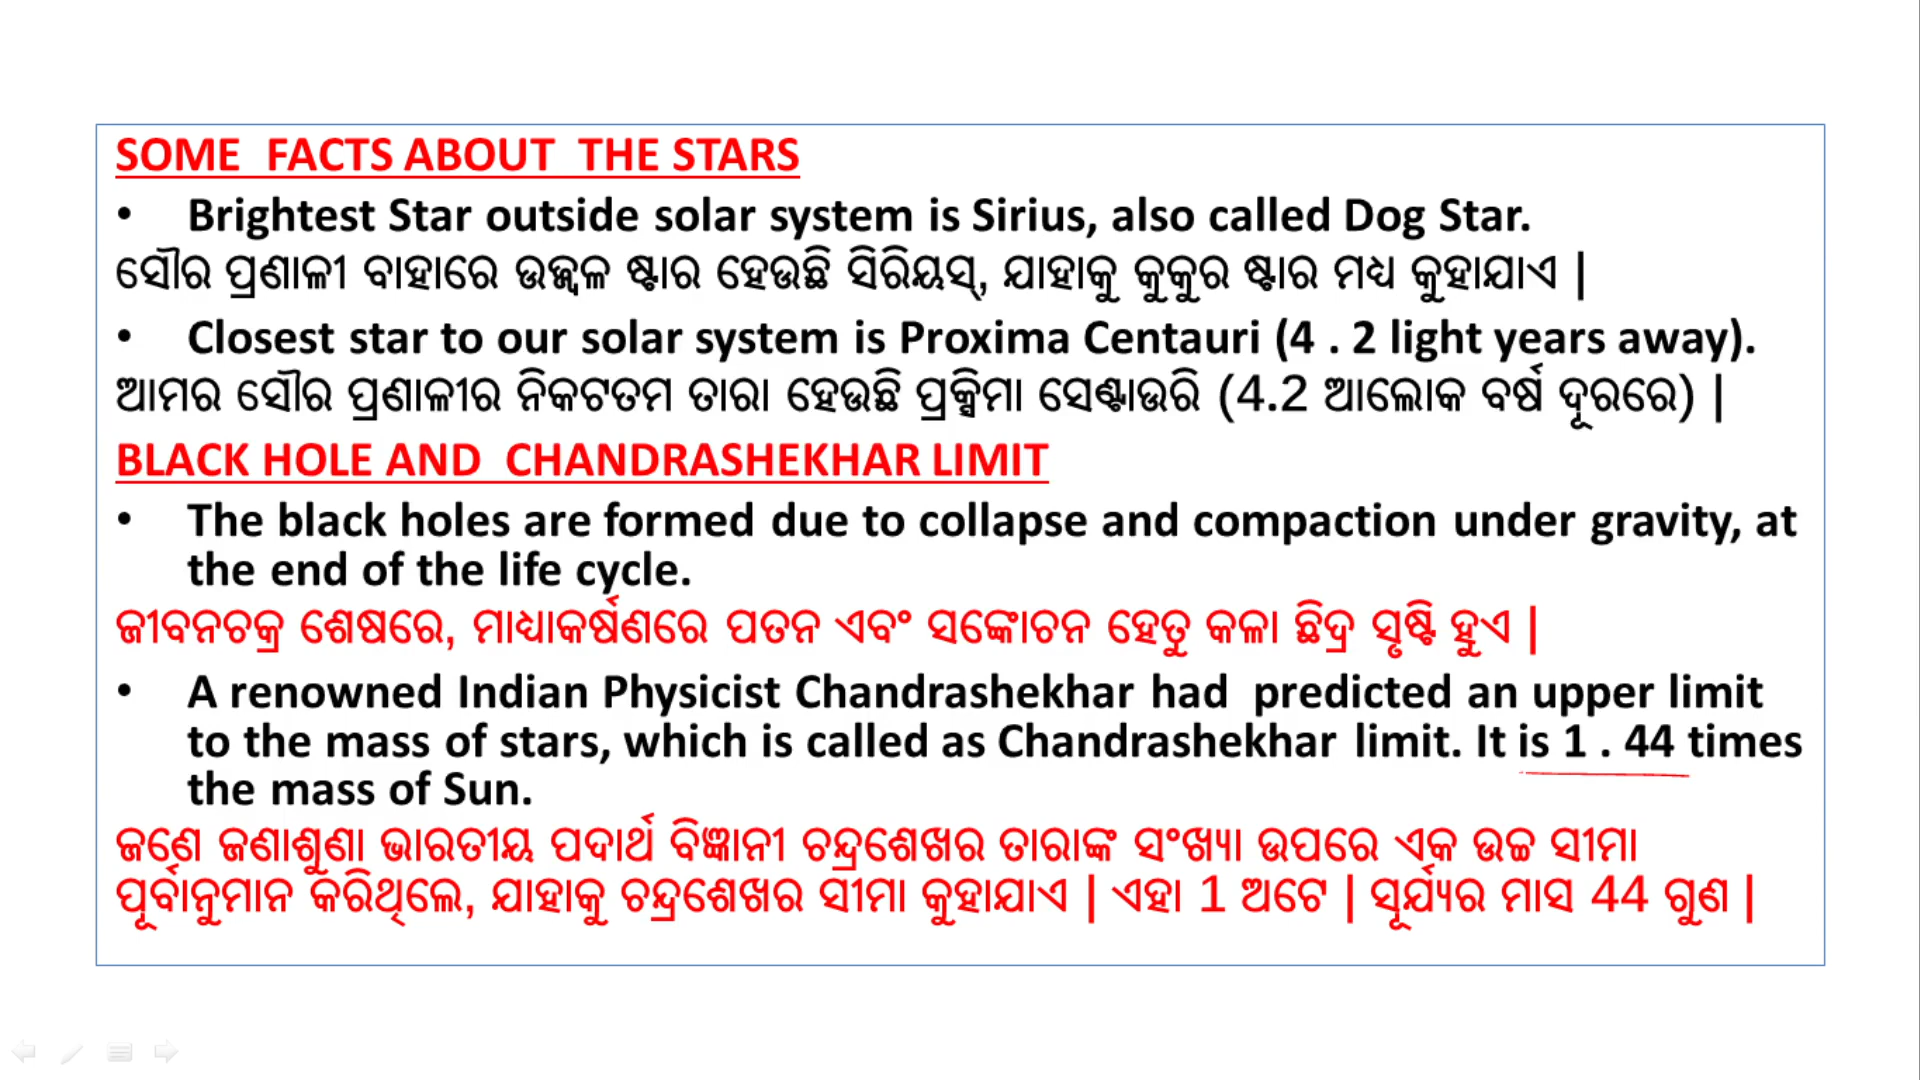 SOME FACTS ABOUT THE STARS
• Brightest Star outside solar system is Sirius, also called Dog Star.
ସୌର ପ୍ରଣାଳୀ ବାହାରେ ଉଜ୍ଜ୍ୱଳ ଷ୍ଟାର ହେଉଛି ସିରିୟସ୍, ଯାହାକୁ କୁକୁର ଷ୍ଟାର ମଧ୍ୟ କୁହାଯାଏ |
• Closest star to our solar system is Proxima Centauri (4 . 2 light years away).
ଆମର ସୌର ପ୍ରଣାଳୀର ନିକଟତମ ତାରା ହେଉଛି ପ୍ରକ୍ସିମା ସେଣ୍ଟାଉରି (4.2 ଆଲୋକ ବର୍ଷ ଦୂରରେ) |
BLACK HOLE AND CHANDRASHEKHAR LIMIT
• The black holes are formed due to collapse and compaction under gravity, at
the end of the life cycle.
ଜୀବନଚକ୍ର ଶେଷରେ, ମାଧ୍ୟାକର୍ଷଣରେ ପତନ ଏବଂ ସଙ୍କୋଚନ ହେତୁ କଳା ଛିଦ୍ର ସୃଷ୍ଟି ହୁଏ |
• A renowned Indian Physicist Chandrashekhar had predicted an upper limit
to the mass of stars, which is called as Chandrashekhar limit. It is 1 . 44 times
the mass of Sun.
ଜଣେ ଜଣାଶୁଣା ଭାରତୀୟ ପଦାର୍ଥ ବିଜ୍ଞାନୀ ଚନ୍ଦ୍ରଶେଖର ତାରାଙ୍କ ସଂଖ୍ୟା ଉପରେ ଏକ ଉଚ୍ଚ ସୀମା
ପୂର୍ବାନୁମାନ କରିଥିଲେ, ଯାହାକୁ ଚନ୍ଦ୍ରଶେଖର ସୀମା କୁହାଯାଏ | ଏହା 1 ଅଟେ | ସୂର୍ଯ୍ୟର ମାସ 44 ଗୁଣ |